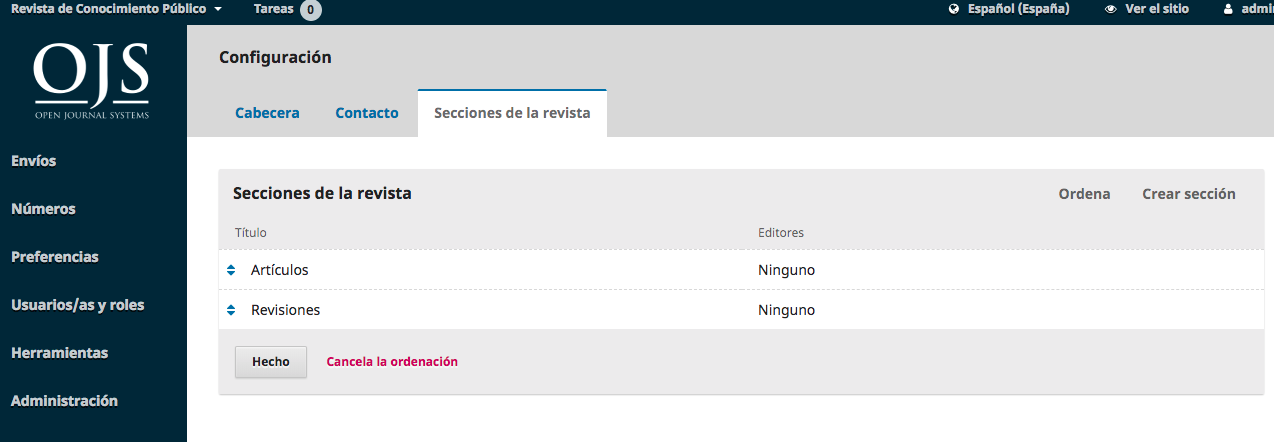 Revista de Conocimiento Público Tareas 0 Español (España) Ver el sitio admin
OJS
OPEN JOURNAL SYSTEMS
Configuración
Cabecera Contacto Secciones de la revista
Envíos
Números
Preferencias
Usuarios/as y roles
Herramientas
Administración
Secciones de la revista Ordena Crear sección
Título Editores
Artículos Ninguno
Revisiones Ninguno
Hecho Cancela la ordenación